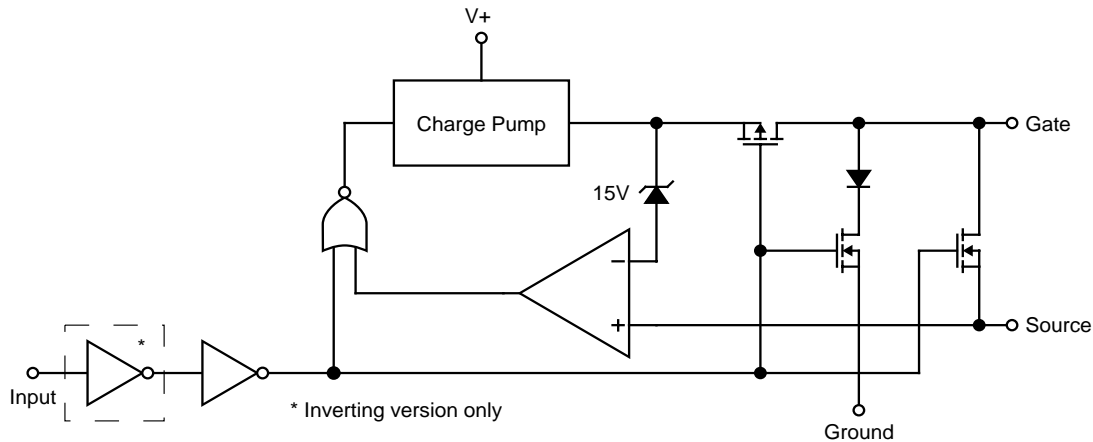 V+
Charge Pump
Gate
15V
−
+
Source
*
Input
* Inverting version only
Ground